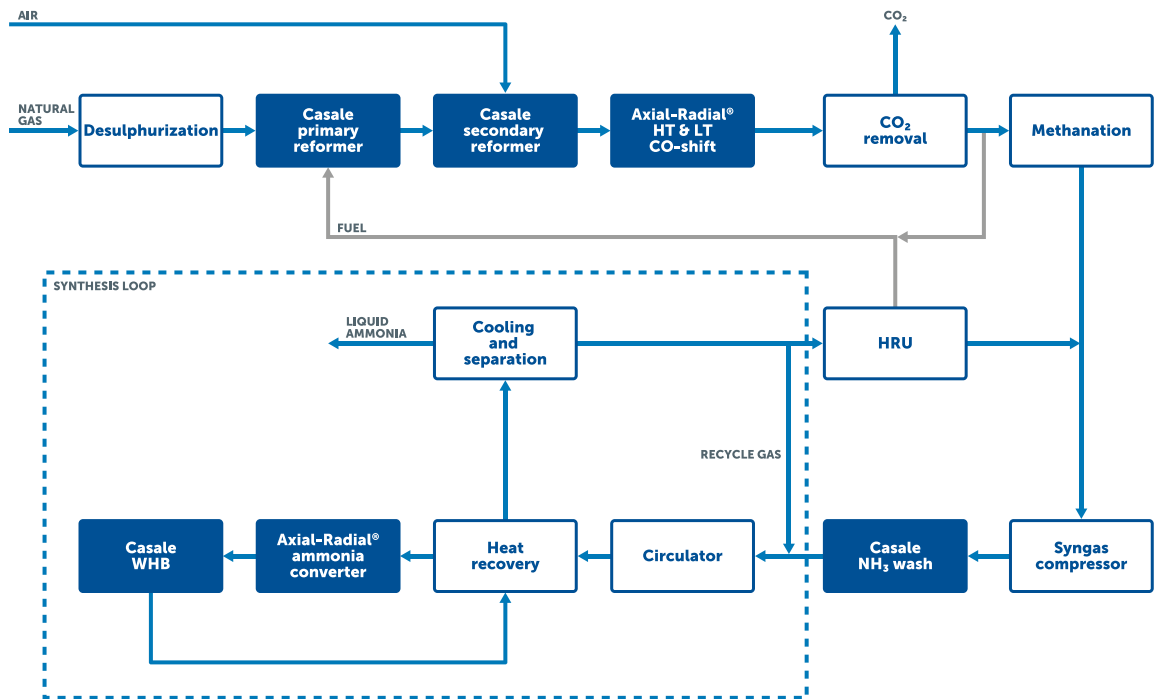 AIR
CO₂
NATURAL
GAS
Desulphurization
Casale
primary
reformer
Casale
secondary
reformer
Axial-Radial®
HT & LT
CO-shift
CO₂
removal
Methanation
FUEL
SYNTHESIS LOOP
LIQUID
AMMONIA
Cooling
and
separation
HRU
RECYCLE GAS
Casale
WHB
Axial-Radial®
ammonia
converter
Heat
recovery
Circulator
Casale
NH₃ wash
Syngas
compressor